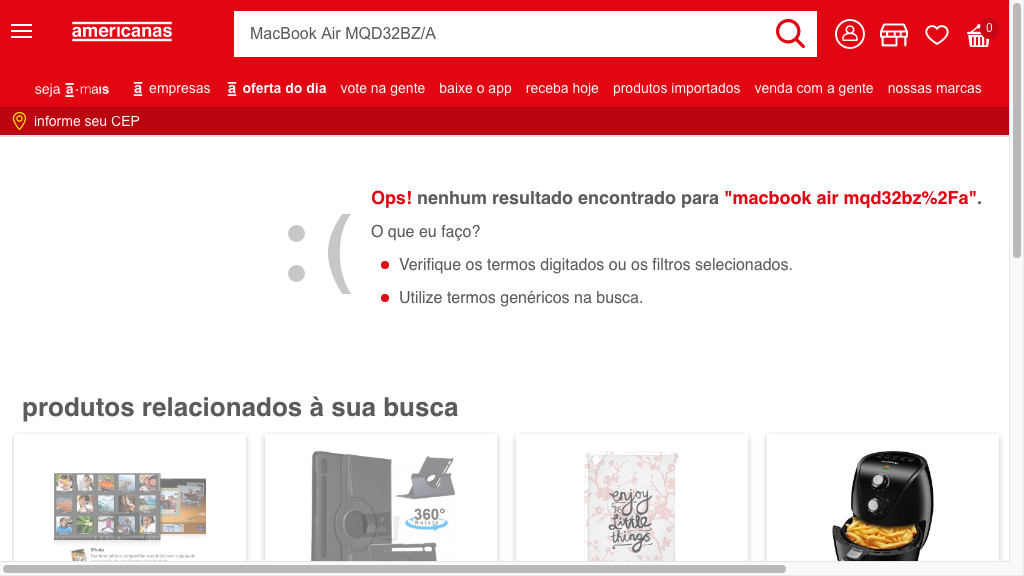 americanas
MacBook Air MQD32BZ/A
0
seja a+mais
a empresas
a oferta do dia
vote na gente
baixe o app
receba hoje
produtos importados
venda com a gente
nossas marcas
informe seu CEP
:(
Ops! nenhum resultado encontrado para "macbook air mqd32bz%2Fa".
O que eu faço?
Verifique os termos digitados ou os filtros selecionados.
Utilize termos genéricos na busca.
produtos relacionados à sua busca
iPhoto
360°
Rotate
enjoy
the
little
things